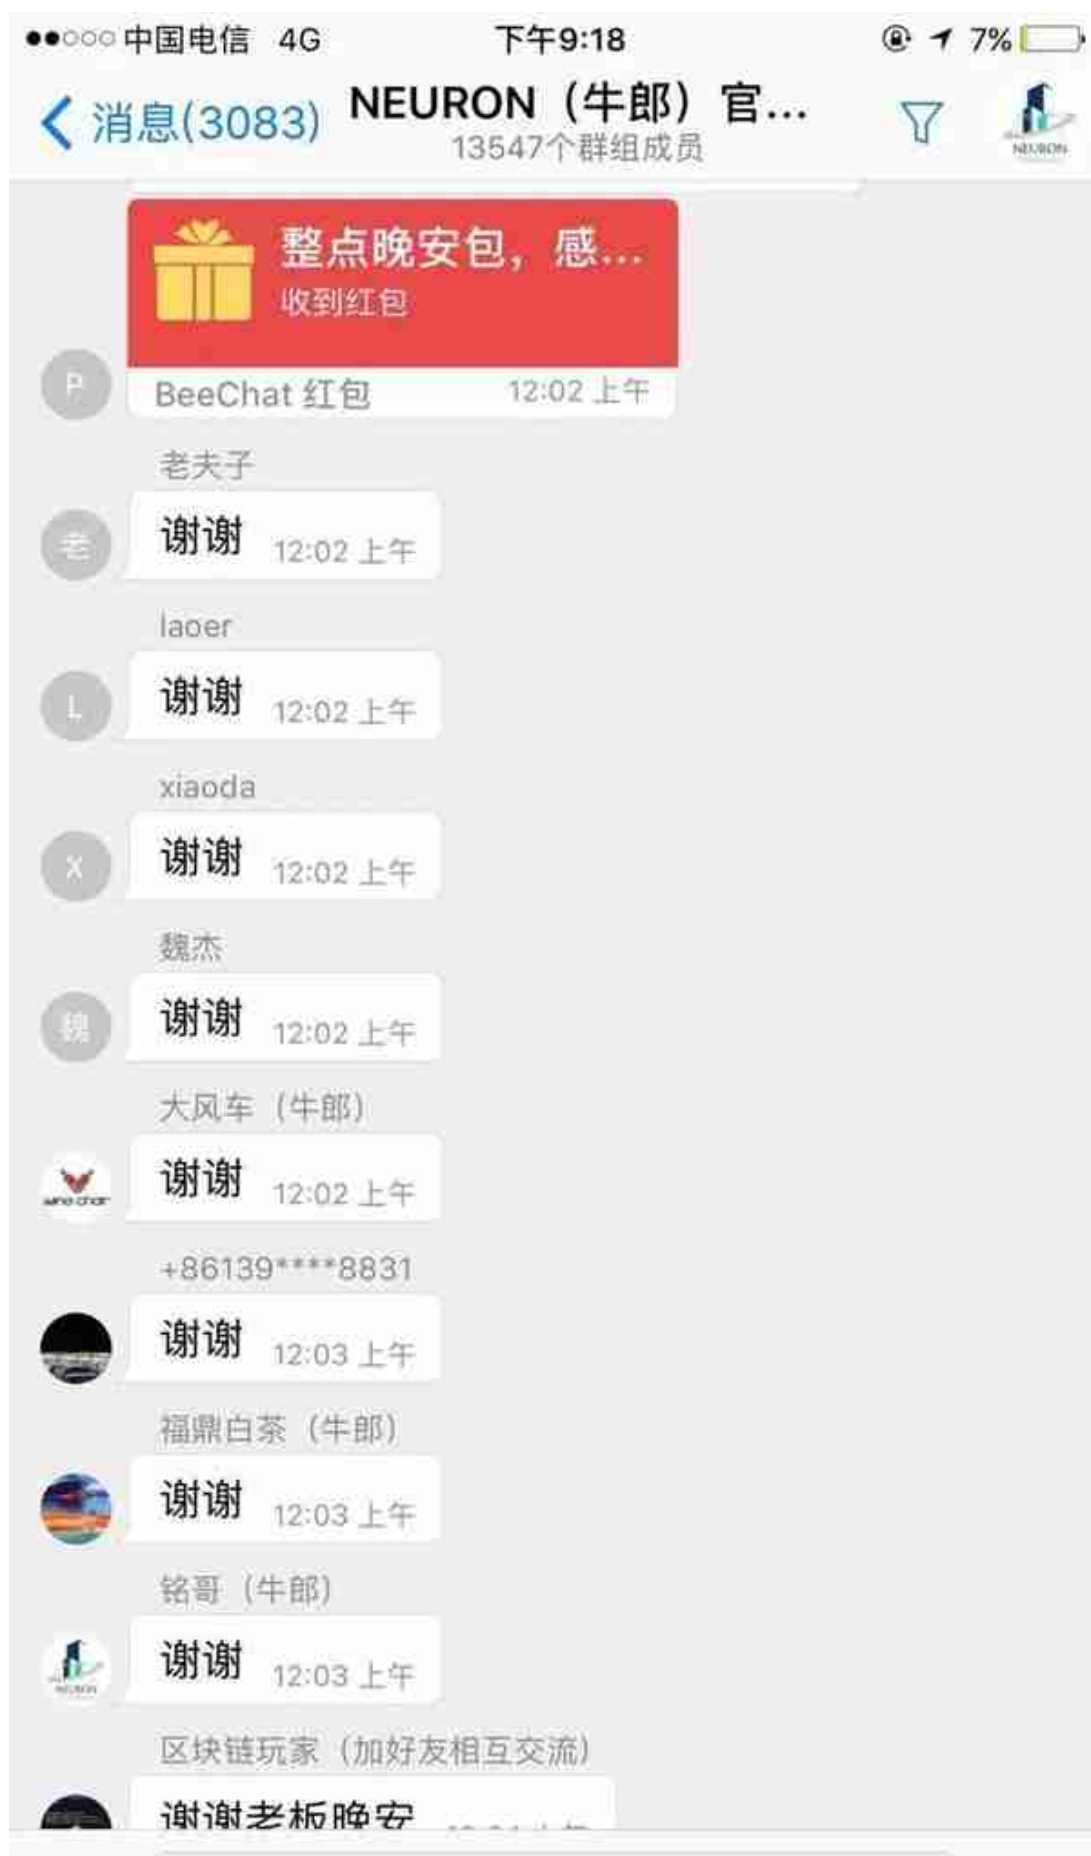 中国电信 4G 下午9:18 7%
消息(3083) NEURON（牛郎）官...
13547个群组成员
NEURON
整点晚安包，感...
收到红包
P
BeeChat 红包 12:02 上午
老夫子
老
谢谢 12:02 上午
laoer
L
谢谢 12:02 上午
xiaoda
X
谢谢 12:02 上午
魏杰
魏
谢谢 12:02 上午
大风车（牛郎）
谢谢 12:02 上午
+86139****8831
谢谢 12:03 上午
福鼎白茶（牛郎）
谢谢 12:03 上午
铭哥（牛郎）
NEURON
谢谢 12:03 上午
区块链玩家（加好友相互交流）
谢谢老板晚安